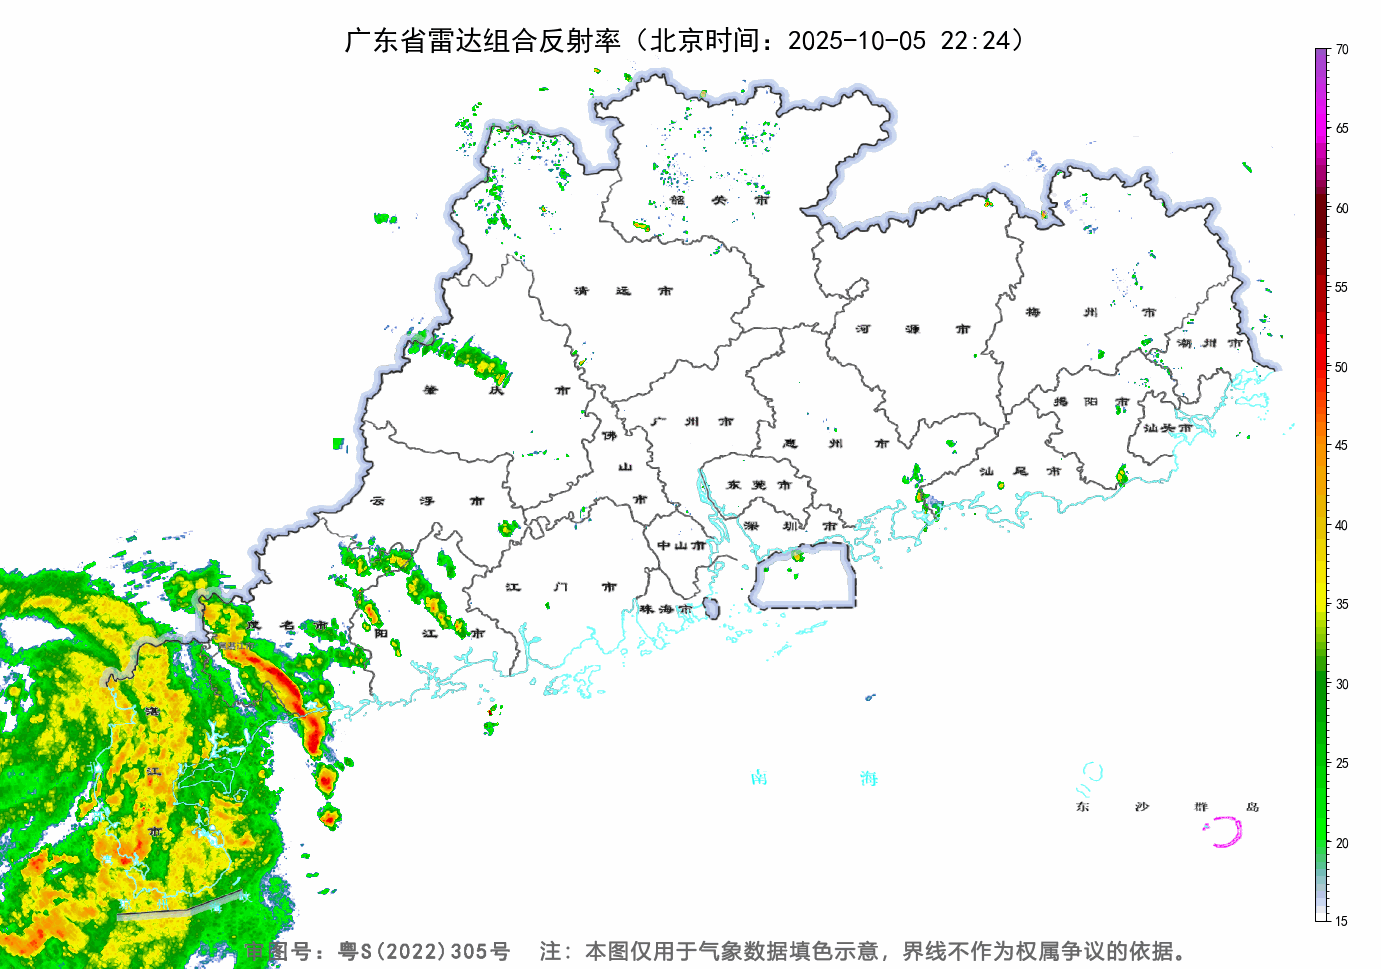 广东省雷达组合反射率（北京时间：2025-10-05 22:24）
70
65
60
55
50
45
40
35
30
25
20
15
韶关市
清远市
河源市
梅州市
潮州市
肇庆市
广州市
佛山市
惠州市
揭阳市
汕头市
汕尾市
云浮市
东莞市
深圳市
中山市
江门市
珠海市
茂名市
阳江市
湛江市
南海
东沙群岛
审图号：粤S(2022)305号 注：本图仅用于气象数据填色示意，界线不作为权属争议的依据。